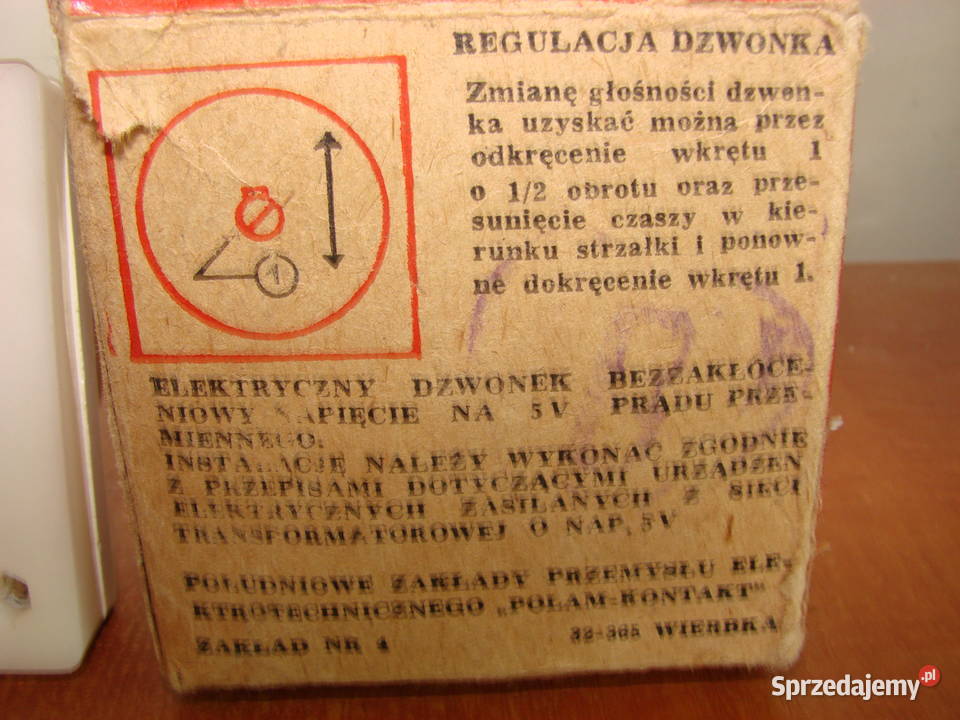 REGULACJA DZWONKA
Zmianę głośności dzwon-
ka uzyskać można przez
odkręcenie wkrętu 1
o 1/2 obrotu oraz prze-
sunięcie czaszy w kie-
runku strzałki i ponow-
ne dokręcenie wkrętu 1.
1
ELEKTRYCZNY DZWONEK BEZZAKŁÓCE-
NIOWY NAPIĘCIE NA 5V PRĄDU PRZE-
MIENNEGO.
INSTALACJE NALEŻY WYKONAĆ ZGODNIE
Z PRZEPISAMI DOTYCZĄCYMI URZĄDZEŃ
ELEKTRYCZNYCH ZASILANYCH Z SIECI
TRANSFORMATOROWEJ O NAP. 5V
POŁUDNIOWE ZAKŁADY PRZEMYSŁU ELE-
KTROTECHNICZNEGO „POLAM-KONTAKT"
ZAKŁAD NR 4 32-365 WIERBKA
Sprzedajemy.pl